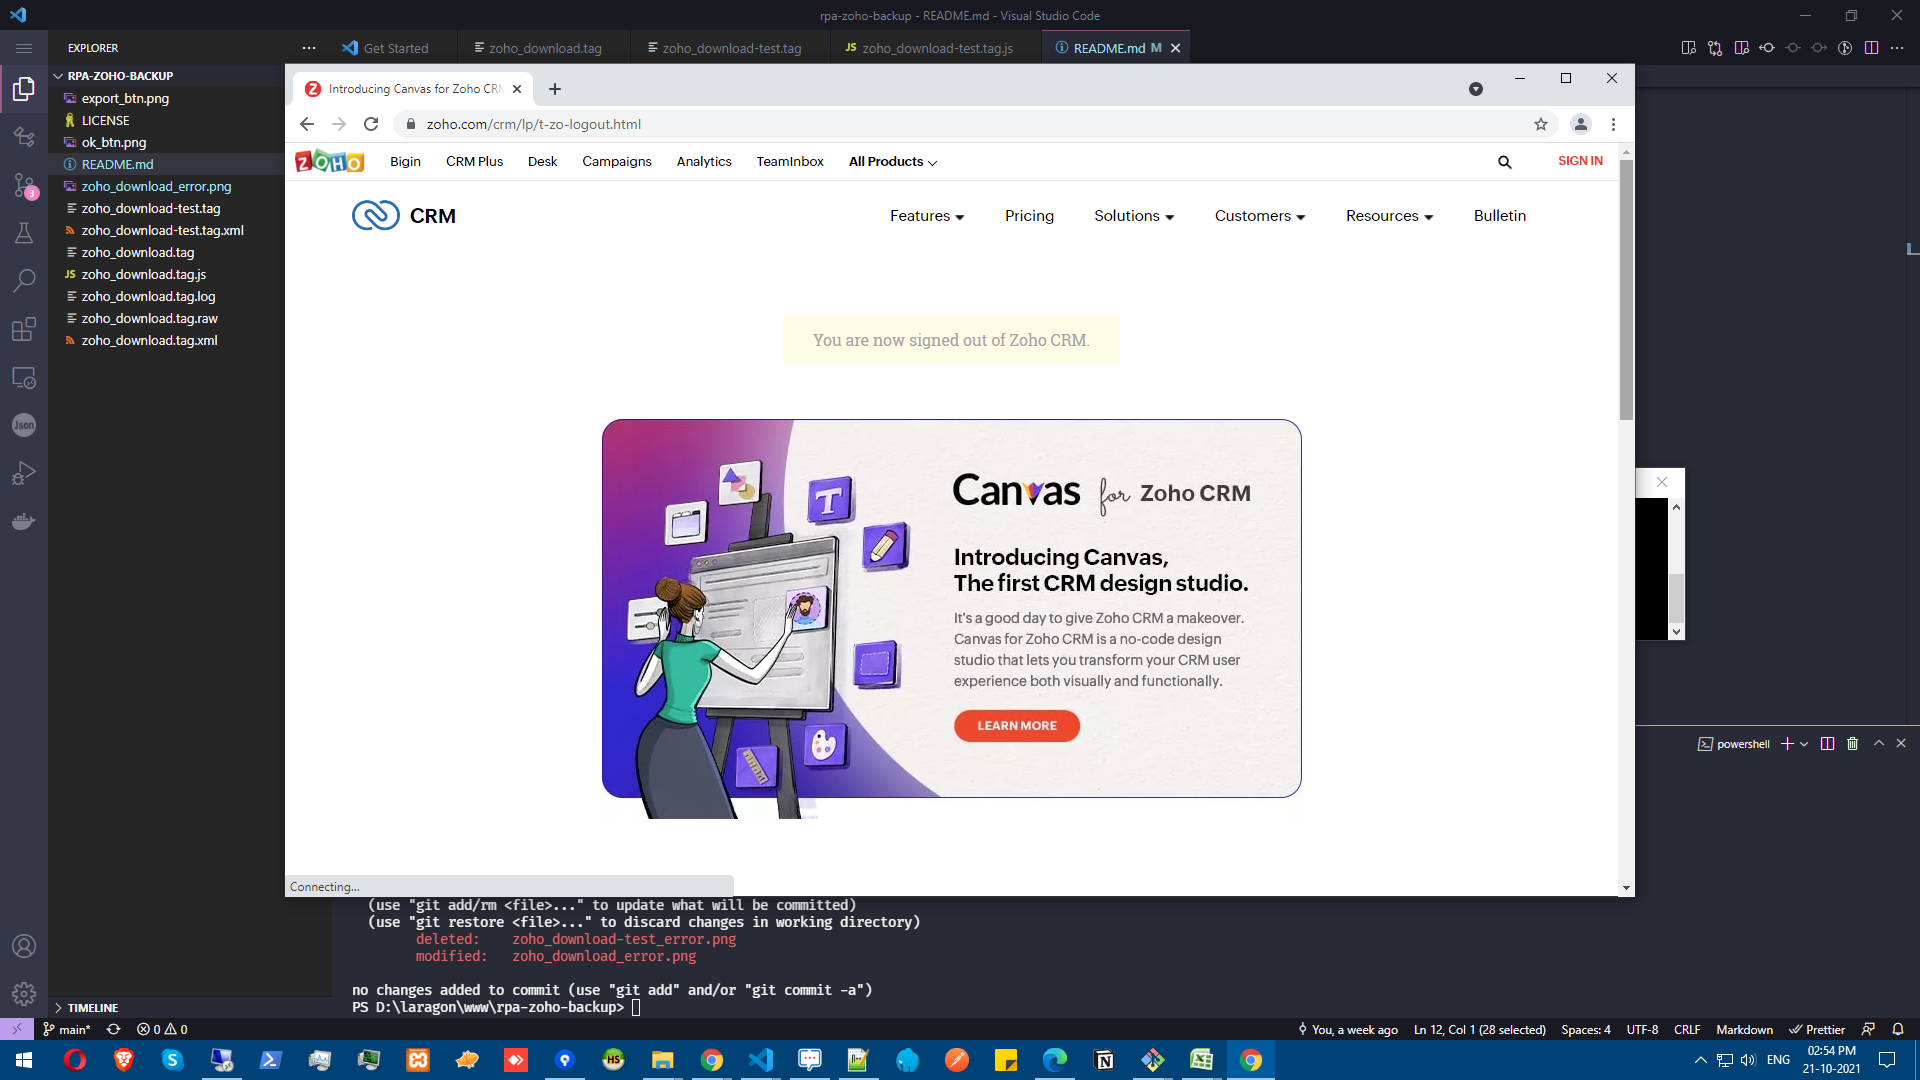 rpa-zoho-backup - README.md - Visual Studio Code
EXPLORER
Get Started
zoho_download.tag
zoho_download-test.tag
JS zoho_download-test.tag.js
README.md M
RPA-ZOHO-BACKUP
export_btn.png
LICENSE
ok_btn.png
README.md
zoho_download_error.png
zoho_download-test.tag
zoho_download-test.tag.xml
zoho_download.tag
JS zoho_download.tag.js
zoho_download.tag.log
zoho_download.tag.raw
zoho_download.tag.xml
3
Json
Introducing Canvas for Zoho CR
zoho.com/crm/lp/t-zo-logout.html
ZOHO
Bigin
CRM Plus
Desk
Campaigns
Analytics
TeamInbox
All Products
SIGN IN
CRM
Features
Pricing
Solutions
Customers
Resources
Bulletin
You are now signed out of Zoho CRM.
T
Canvas for Zoho CRM
Introducing Canvas,
The first CRM design studio.
It's a good day to give Zoho CRM a makeover.
Canvas for Zoho CRM is a no-code design
studio that lets you transform your CRM user
experience both visually and functionally.
LEARN MORE
Connecting...
powershell
(use "git add/rm <file>..." to update what will be committed)
(use "git restore <file>..." to discard changes in working directory)
deleted: zoho_download-test_error.png
modified: zoho_download_error.png
no changes added to commit (use "git add" and/or "git commit -a")
PS D:\laragon\www\rpa-zoho-backup>
TIMELINE
main*
0
0
You, a week ago
Ln 12, Col 1 (28 selected)
Spaces: 4
UTF-8
CRLF
Markdown
Prettier
HS
ENG
02:54 PM
21-10-2021